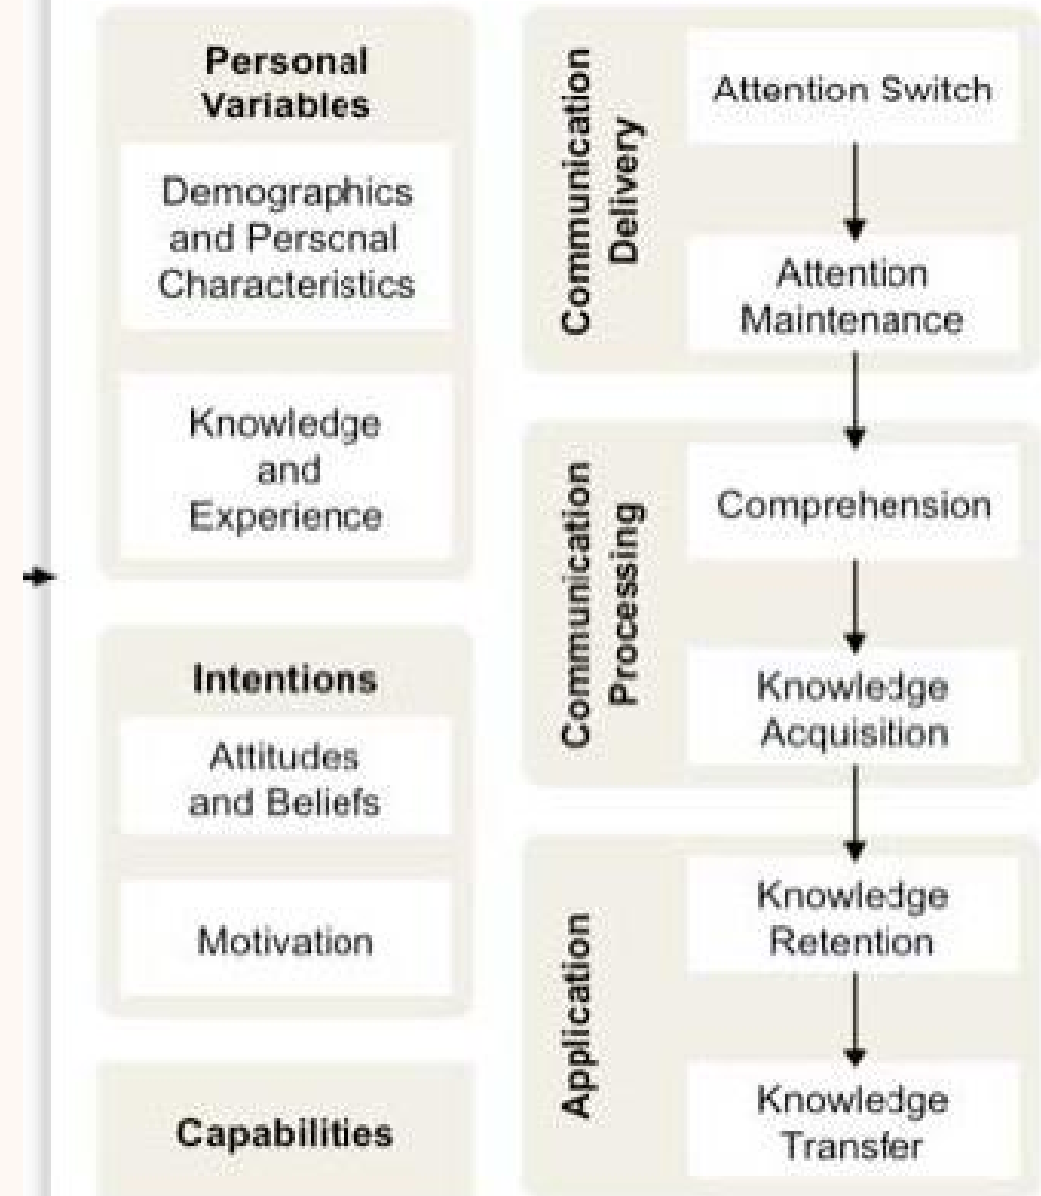 Personal
Variables
Demographics
and Personal
Characteristics
Knowledge
and
Experience
Intentions
Attitudes
and Beliefs
Motivation
Capabilities
Communication
Delivery
Attention Switch
Attention
Maintenance
Communication
Processing
Comprehension
Knowledge
Acquisition
Application
Knowledge
Retention
Knowledge
Transfer